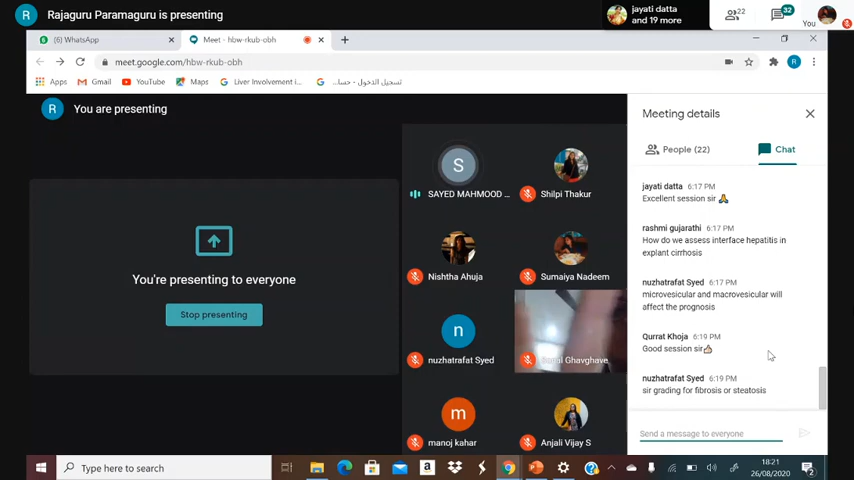 R Rajaguru Paramaguru is presenting
jayati datta
and 19 more
22
32
You
(6) WhatsApp
Meet - hbw-rkub-obh
meet.google.com/hbw-rkub-obh
R
Apps
Gmail
YouTube
Maps
Liver Involvement i...
تسجيل الدخول - حسا...
R You are presenting
You're presenting to everyone
Stop presenting
S
SAYED MAHMOOD ...
Shilpi Thakur
Nishtha Ahuja
Sumaiya Nadeem
n
nuzhatrafat Syed
Ghavghave
m
manoj kahar
Anjali Vijay S
Meeting details
People (22)
Chat
jayati datta 6:17 PM
Excellent session sir 🙏
rashmi gujarathi 6:17 PM
How do we assess interface hepatitis in
explant cirrhosis
nuzhatrafat Syed 6:17 PM
microvesicular and macrovesicular will
affect the prognosis
Qurrat Khoja 6:19 PM
Good session sir👍
nuzhatrafat Syed 6:19 PM
sir grading for fibrosis or steatosis
Send a message to everyone
Type here to search
18:21
26/08/2020
2